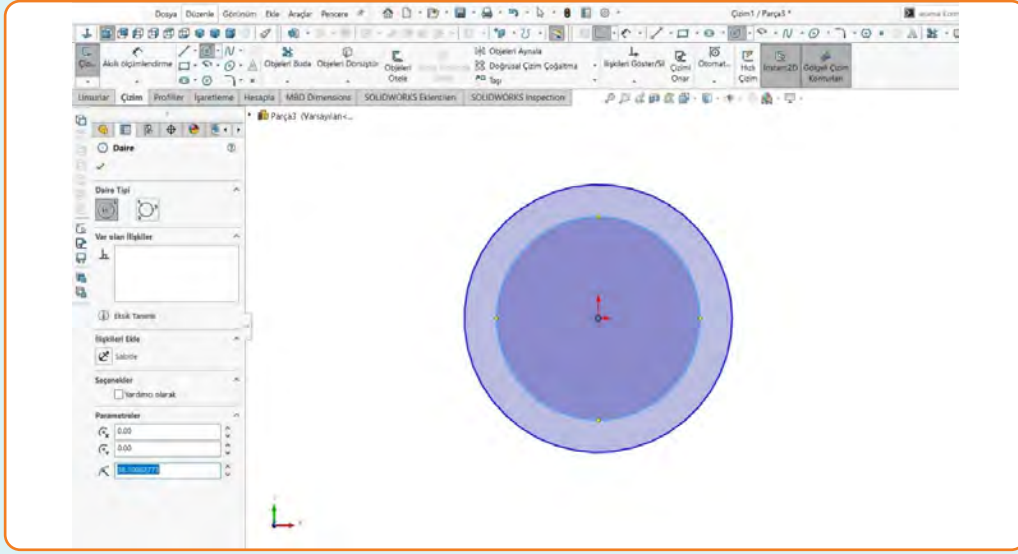 Dosya Düzenle Görünüm Ekle Araçlar Pencere
Çizim1 / Parça3 *
Akıllı ölçümlendirme
Objeleri Buda
Objeleri Dönüştür
Objeleri Ötele
Objeleri Aynala
Doğrusal Çizim Çoğaltma
Taşı
İlişkileri Göster/Sil
Çizimi Onar
Otomat...
Hızlı Çizim
Instant2D
Gölgeli Çizim Konturları
Unsurlar Çizim Profiller İşaretleme Hesapla MBD Dimensions SOLIDWORKS Eklentileri SOLIDWORKS Inspection
Parça3 (Varsayılan<...
Daire
Daire Tipi
Var olan İlişkiler
Eksik Tanımlı
İlişkileri Ekle
Sabitle
Seçenekler
Yardımcı olarak
Parametreler
0.00
0.00